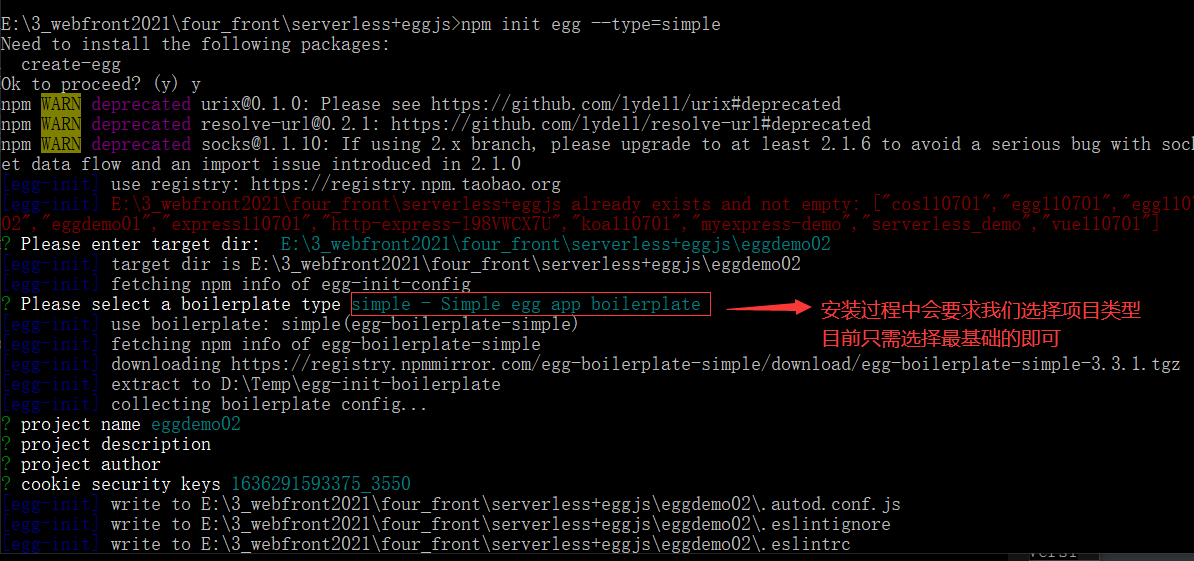 E:\3_webfront2021\four_front\serverless+eggjs>npm init egg --type=simple
Need to install the following packages:
  create-egg
Ok to proceed? (y) y
npm WARN deprecated urix@0.1.0: Please see https://github.com/lydell/urix#deprecated
npm WARN deprecated resolve-url@0.2.1: https://github.com/lydell/resolve-url#deprecated
npm WARN deprecated socks@1.1.10: If using 2.x branch, please upgrade to at least 2.1.6 to avoid a serious bug with sock
et data flow and an import issue introduced in 2.1.0
[egg-init] use registry: https://registry.npm.taobao.org
[egg-init] E:\3_webfront2021\four_front\serverless+eggjs already exists and not empty: ["cos110701","egg110701","egg1107
02","eggdemo01","express110701","http-express-I98VWCX7U","koa110701","myexpress-demo","serverless_demo","vue110701"]
? Please enter target dir:  E:\3_webfront2021\four_front\serverless+eggjs\eggdemo02
[egg-init] target dir is E:\3_webfront2021\four_front\serverless+eggjs\eggdemo02
[egg-init] fetching npm info of egg-init-config
? Please select a boilerplate type simple - Simple egg app boilerplate
安装过程中会要求我们选择项目类型
目前只需选择最基础的即可
[egg-init] use boilerplate: simple(egg-boilerplate-simple)
[egg-init] fetching npm info of egg-boilerplate-simple
[egg-init] downloading https://registry.npmmirror.com/egg-boilerplate-simple/download/egg-boilerplate-simple-3.3.1.tgz
[egg-init] extract to D:\Temp\egg-init-boilerplate
[egg-init] collecting boilerplate config...
? project name eggdemo02
? project description
? project author
? cookie security keys 1636291593375_3550
[egg-init] write to E:\3_webfront2021\four_front\serverless+eggjs\eggdemo02\.autod.conf.js
[egg-init] write to E:\3_webfront2021\four_front\serverless+eggjs\eggdemo02\.eslintignore
[egg-init] write to E:\3_webfront2021\four_front\serverless+eggjs\eggdemo02\.eslintrc